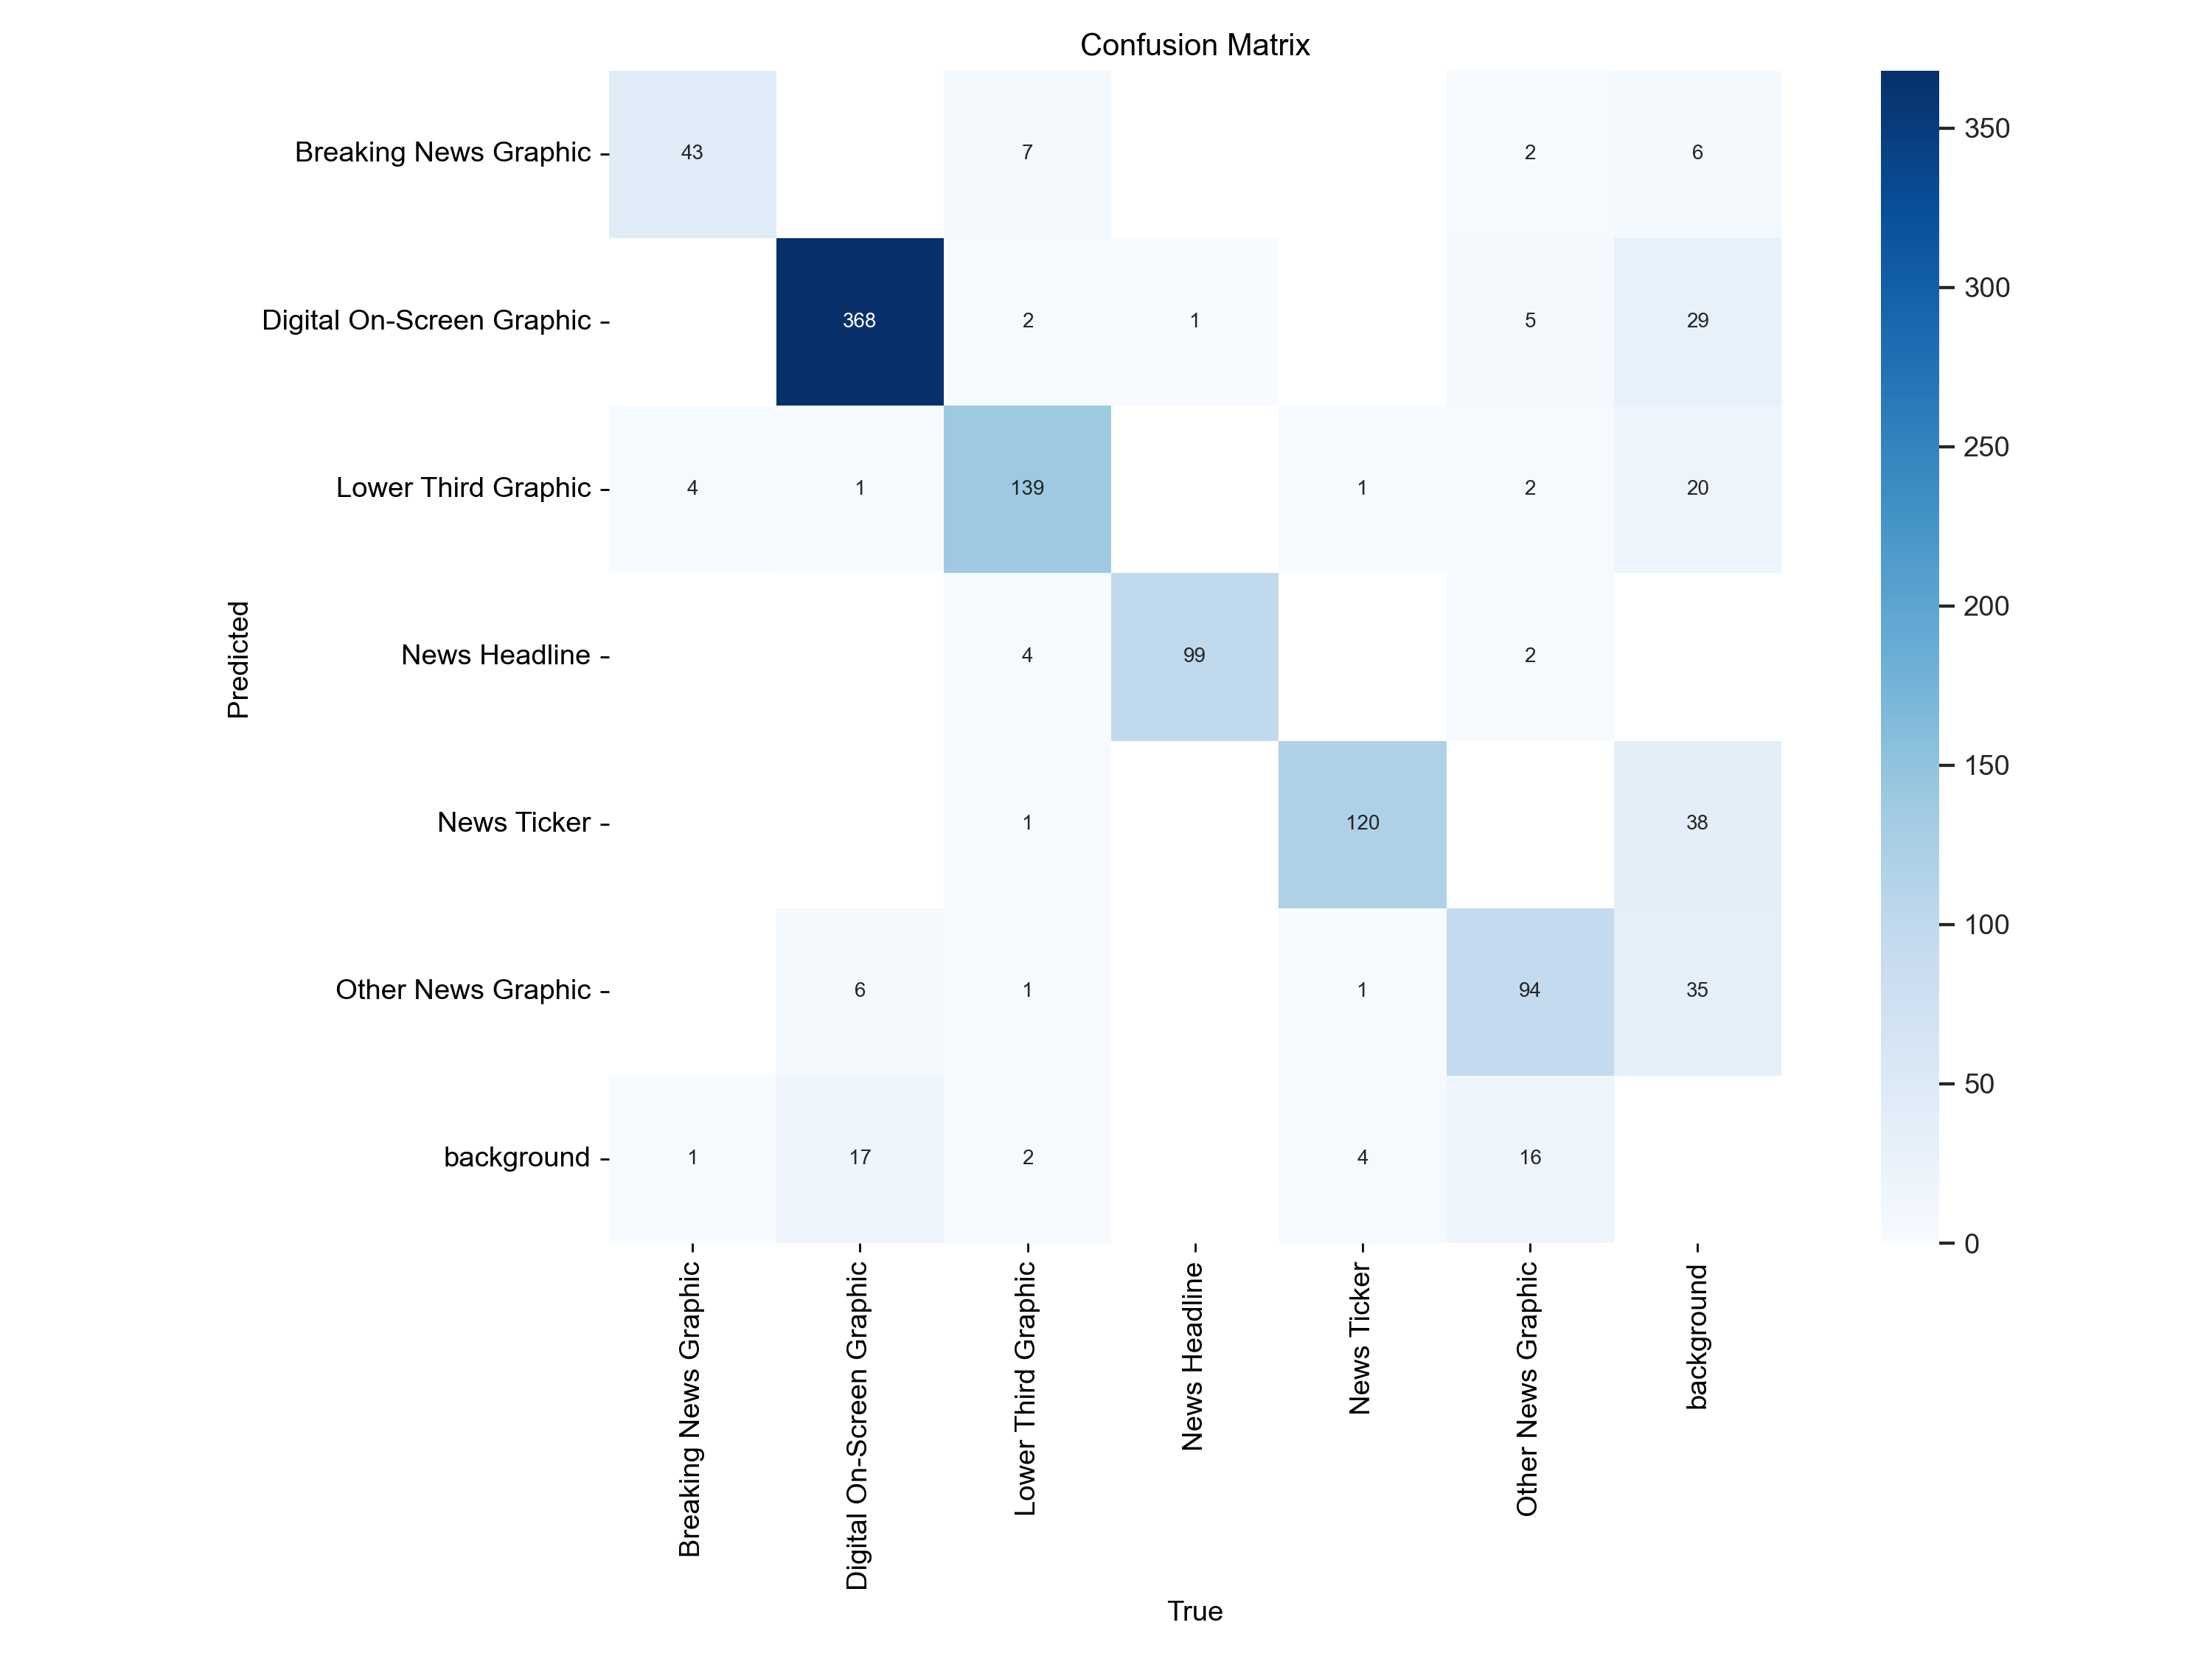 Confusion Matrix
Breaking News Graphic 43 7 2 6
Digital On-Screen Graphic 368 2 1 5 29
Lower Third Graphic 4 1 139 1 2 20
News Headline 4 99 2
News Ticker 1 120 38
Other News Graphic 6 1 1 94 35
background 1 17 2 4 16
Predicted
Breaking News Graphic
Digital On-Screen Graphic
Lower Third Graphic
News Headline
News Ticker
Other News Graphic
background
True
350
300
250
200
150
100
50
0